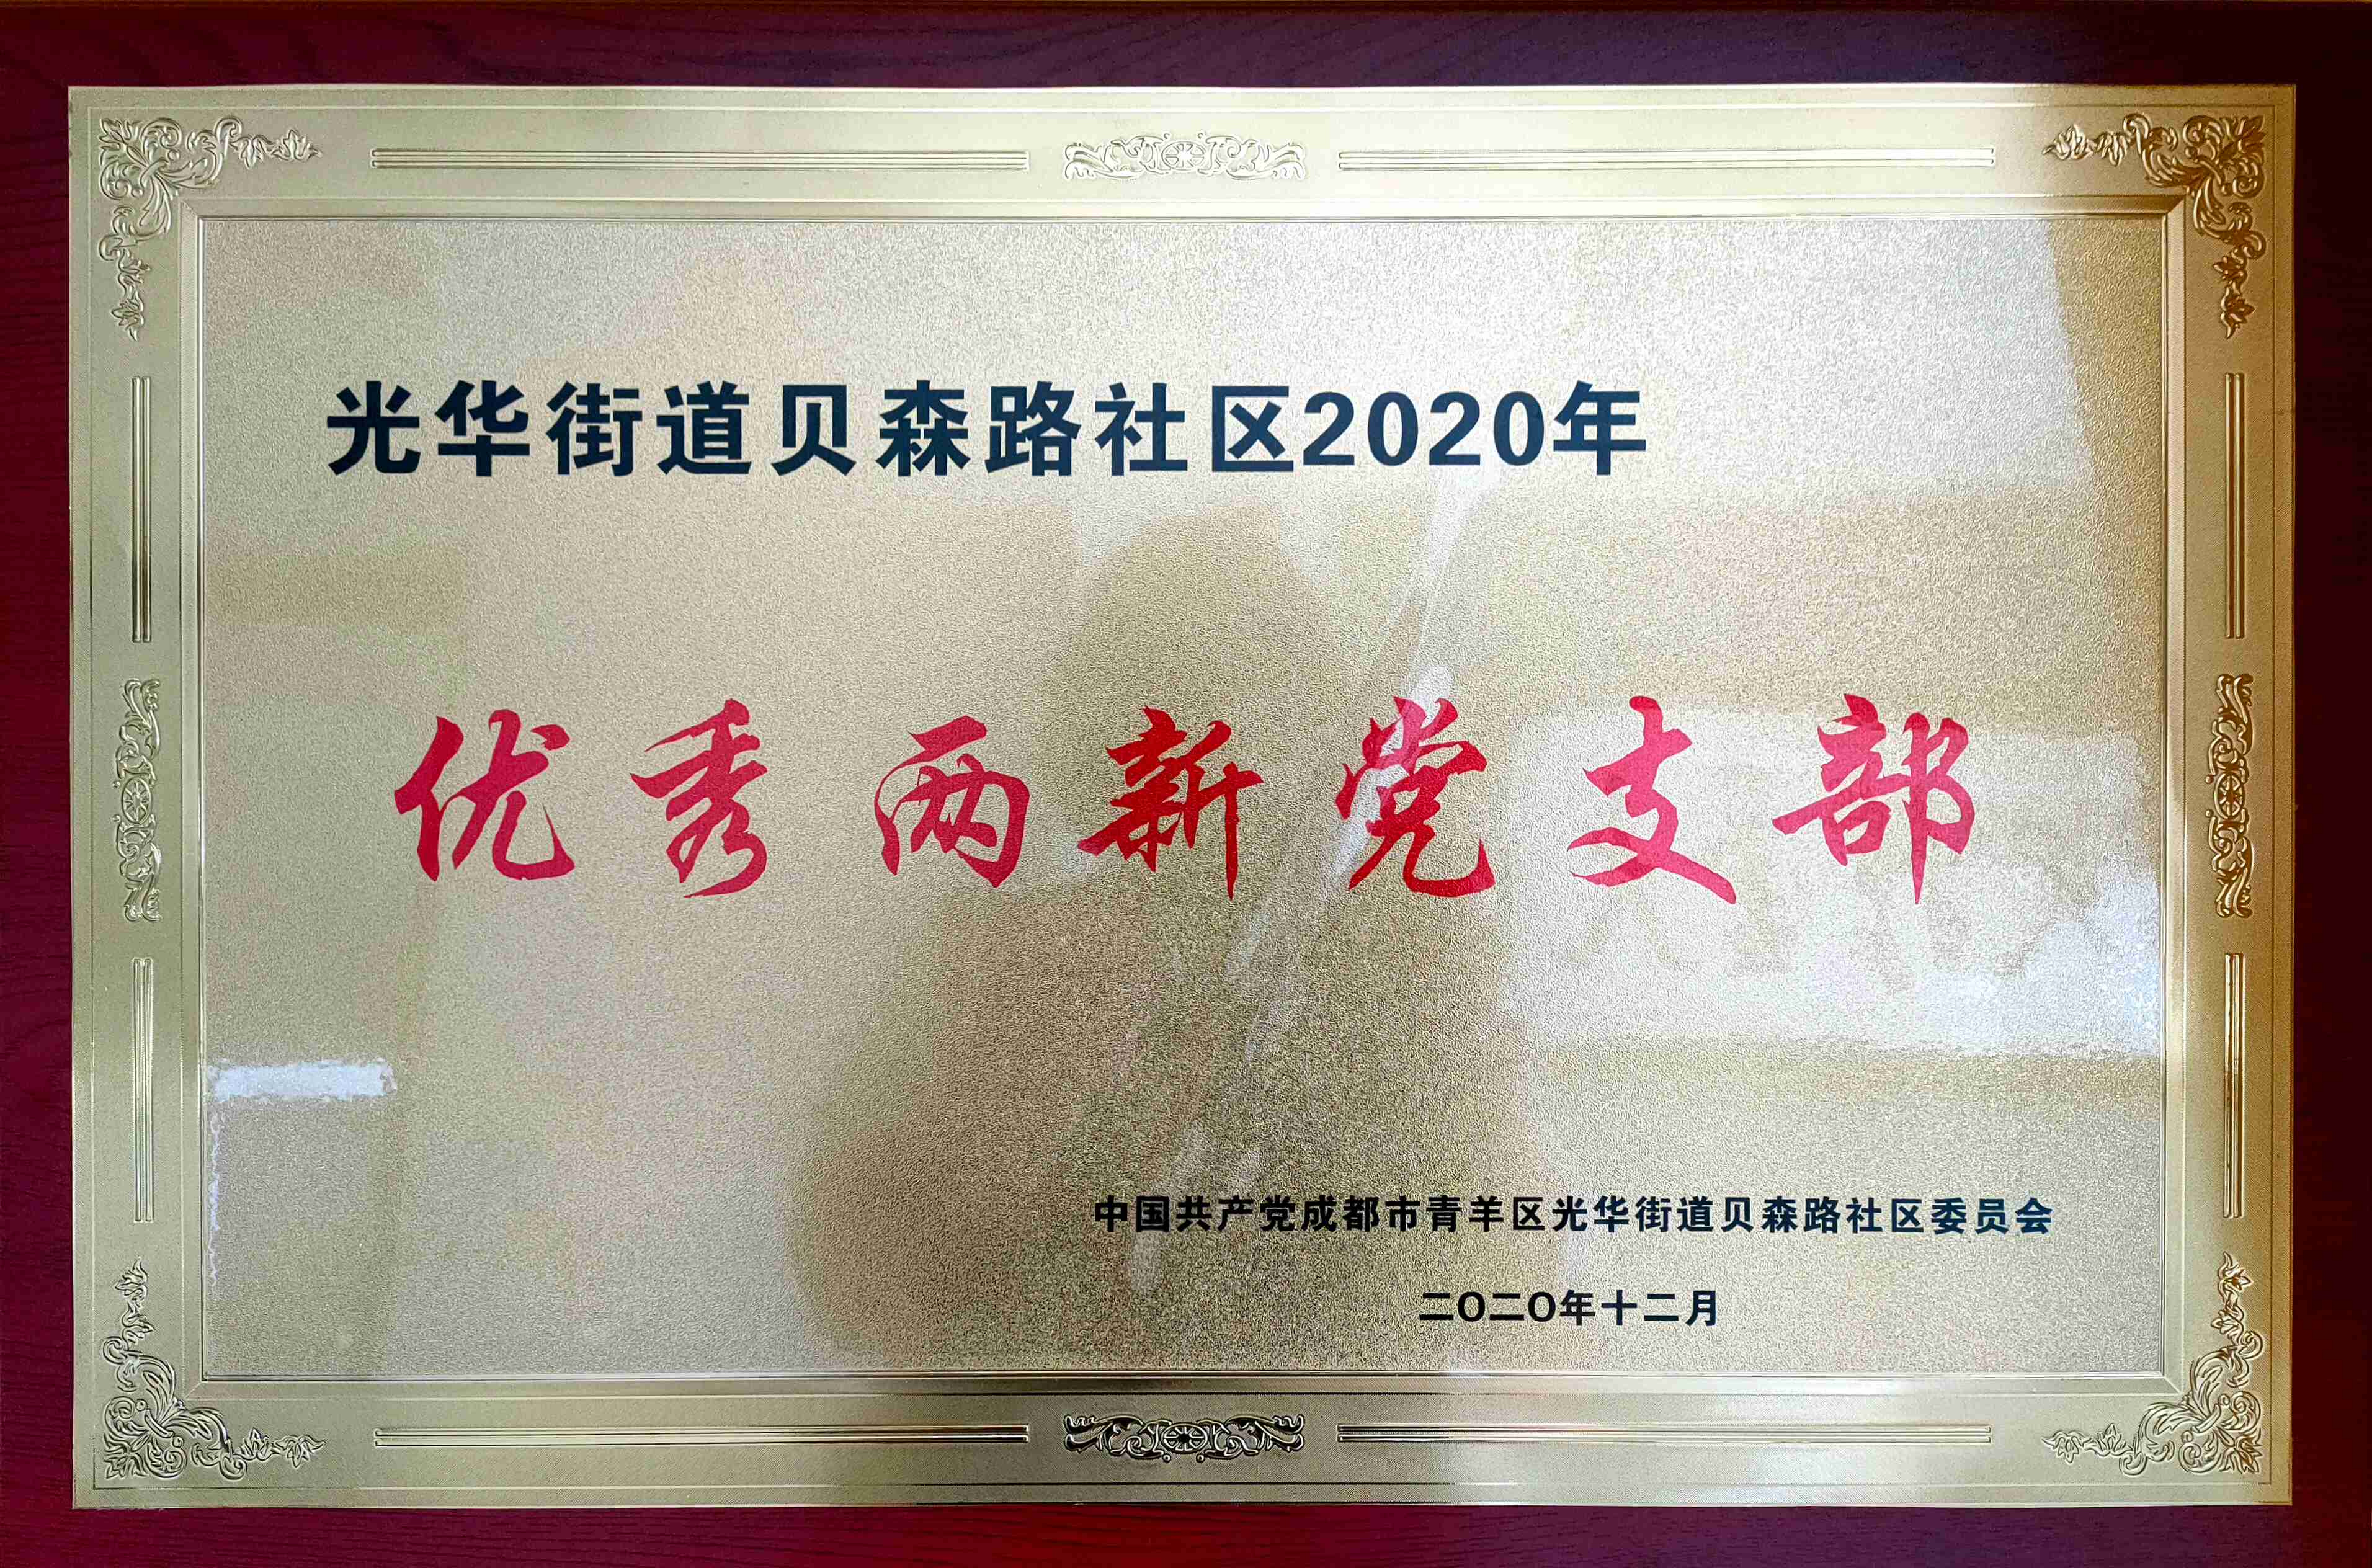 光华街道贝森路社区2020年
优秀两新党支部
中国共产党成都市青羊区光华街道贝森路社区委员会
二〇二〇年十二月